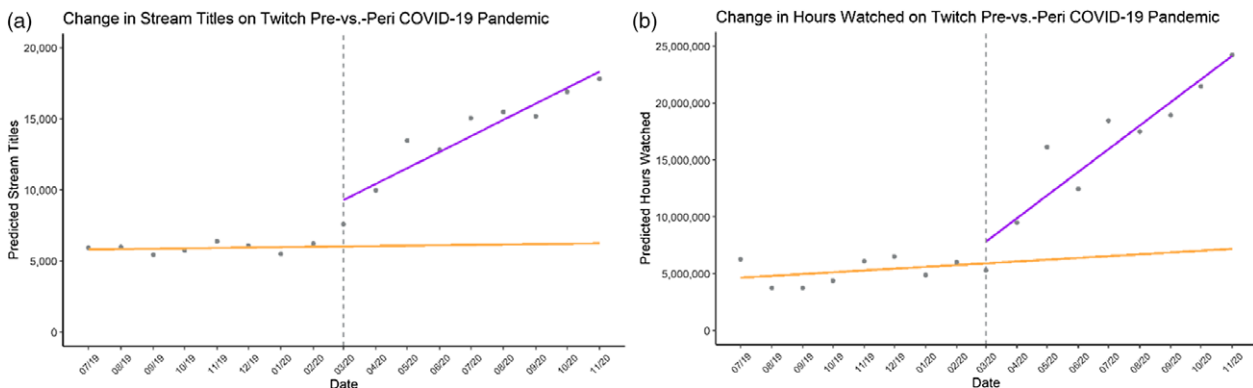 (a)
Change in Stream Titles on Twitch Pre-vs.-Peri COVID-19 Pandemic
Predicted Stream Titles
20,000
15,000
10,000
5,000
0
07/19 08/19 09/19 10/19 11/19 12/19 01/20 02/20 03/20 04/20 05/20 06/20 07/20 08/20 09/20 10/20 11/20
Date
(b)
Change in Hours Watched on Twitch Pre-vs.-Peri COVID-19 Pandemic
Predicted Hours Watched
25,000,000
20,000,000
15,000,000
10,000,000
5,000,000
0
07/19 08/19 09/19 10/19 11/19 12/19 01/20 02/20 03/20 04/20 05/20 06/20 07/20 08/20 09/20 10/20 11/20
Date